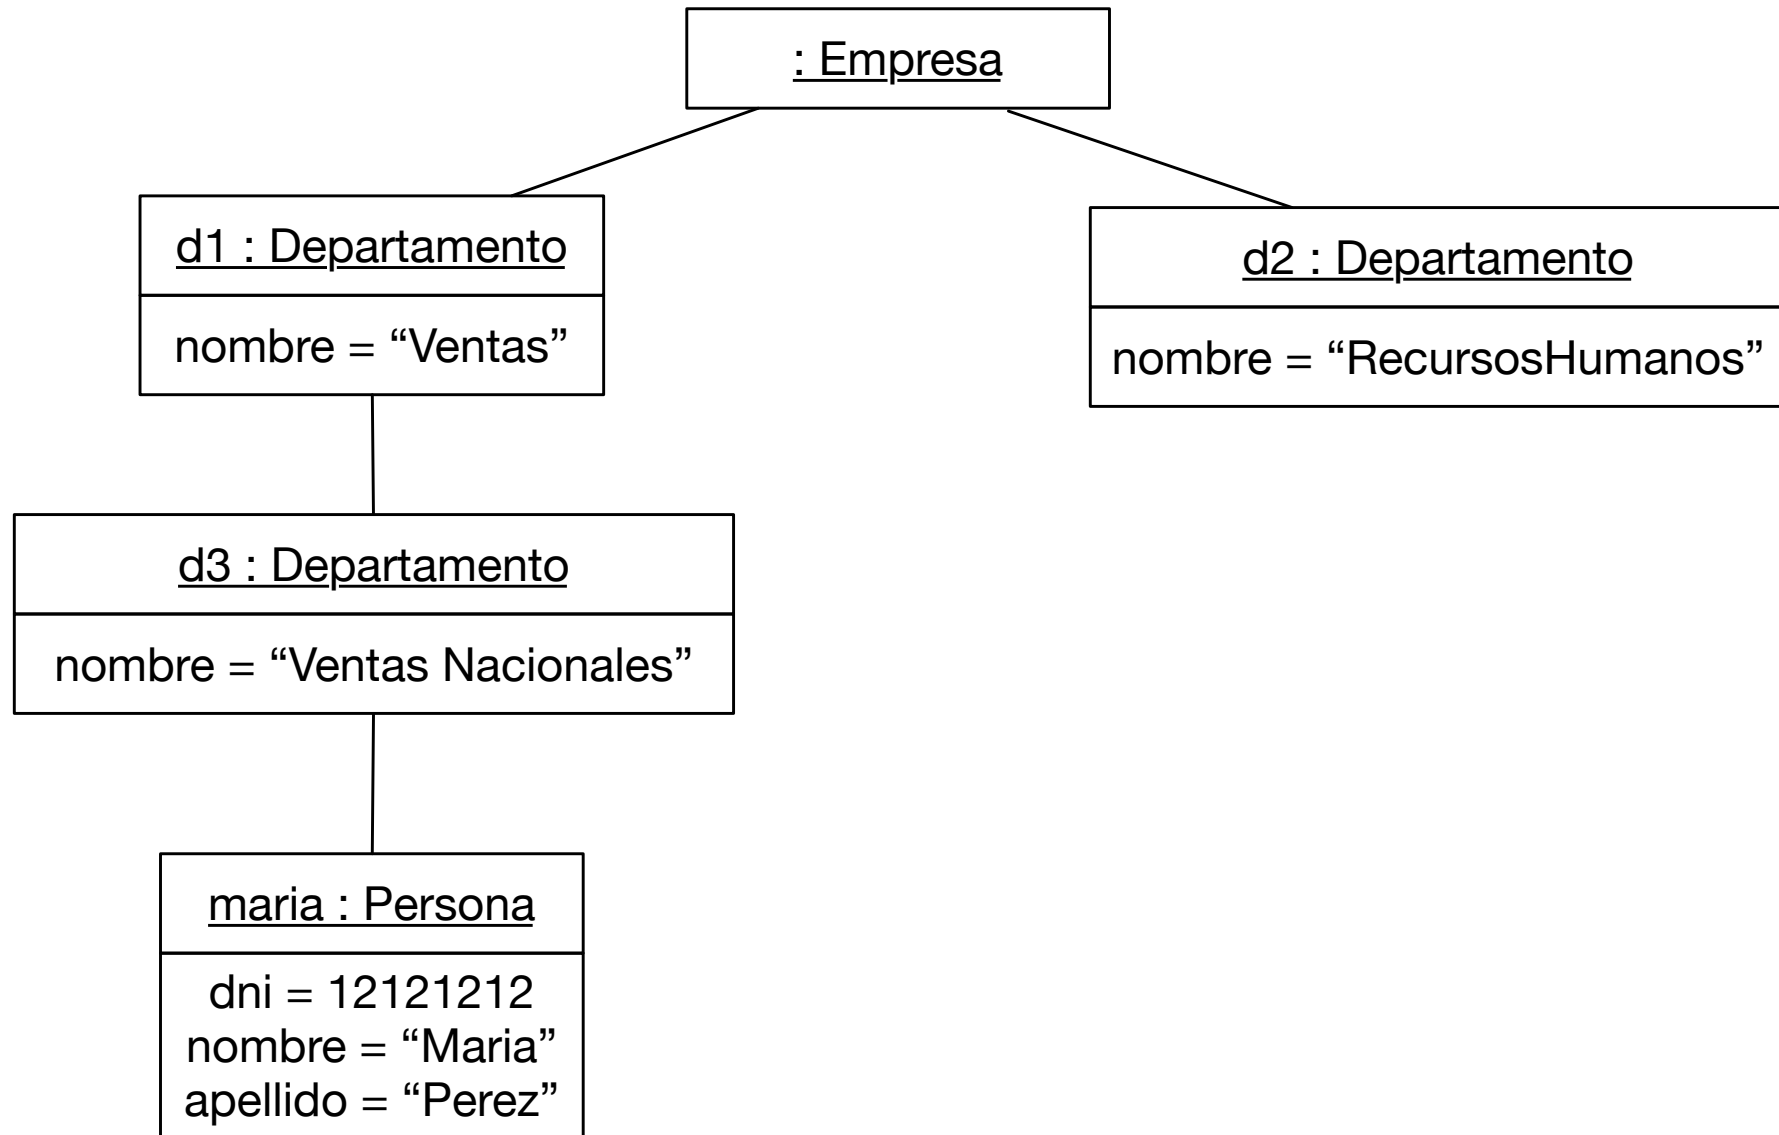 : Empresa
d1 : Departamento
nombre = “Ventas”
d2 : Departamento
nombre = “RecursosHumanos”
d3 : Departamento
nombre = “Ventas Nacionales”
maria : Persona
dni = 12121212
nombre = “Maria”
apellido = “Perez”